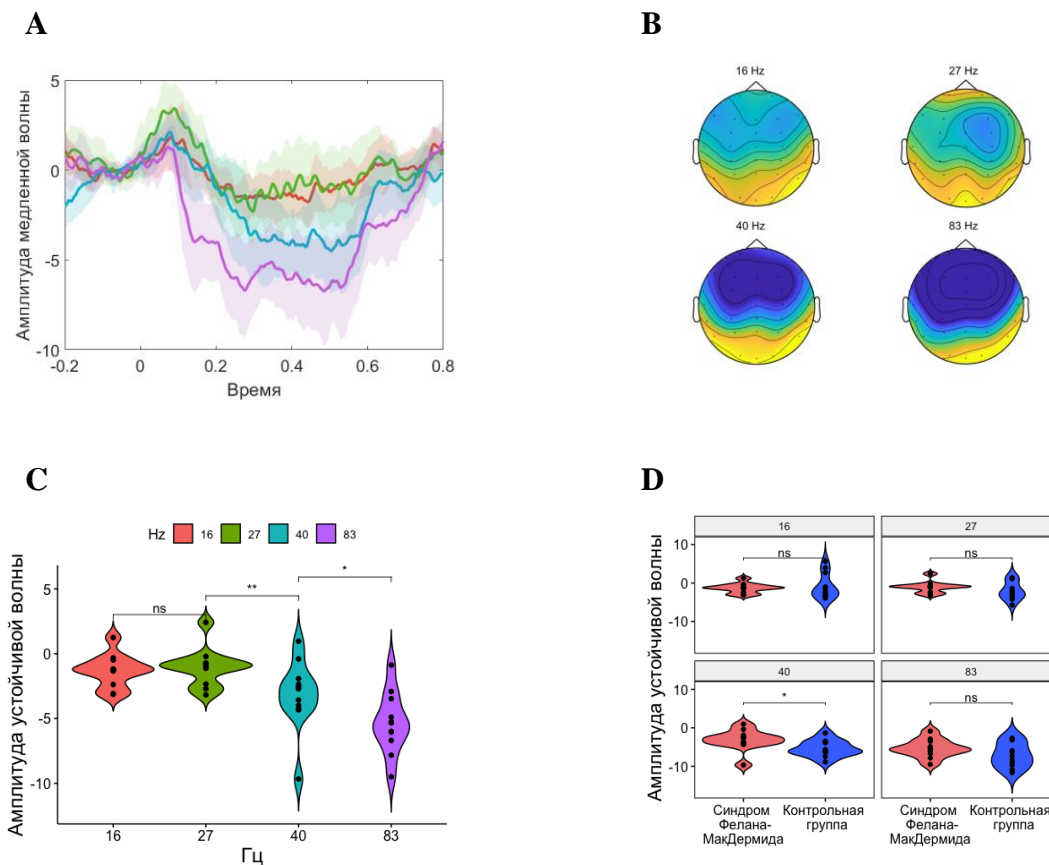 A
Амплитуда медленной волны
5
0
-5
-10
-0.2
0
0.2
0.4
0.6
0.8
Время
B
16 Hz
27 Hz
40 Hz
83 Hz
C
Hz 16 27 40 83
Амплитуда устойчивой волны
5
0
-5
-10
ns
**
*
16
27
40
83
Гц
D
Амплитуда устойчивой волны
16
27
10
0
-10
ns
ns
40
83
10
0
-10
*
ns
Синдром
Фелана-
МакДермида
Контрольная
группа
Синдром
Фелана-
МакДермида
Контрольная
группа